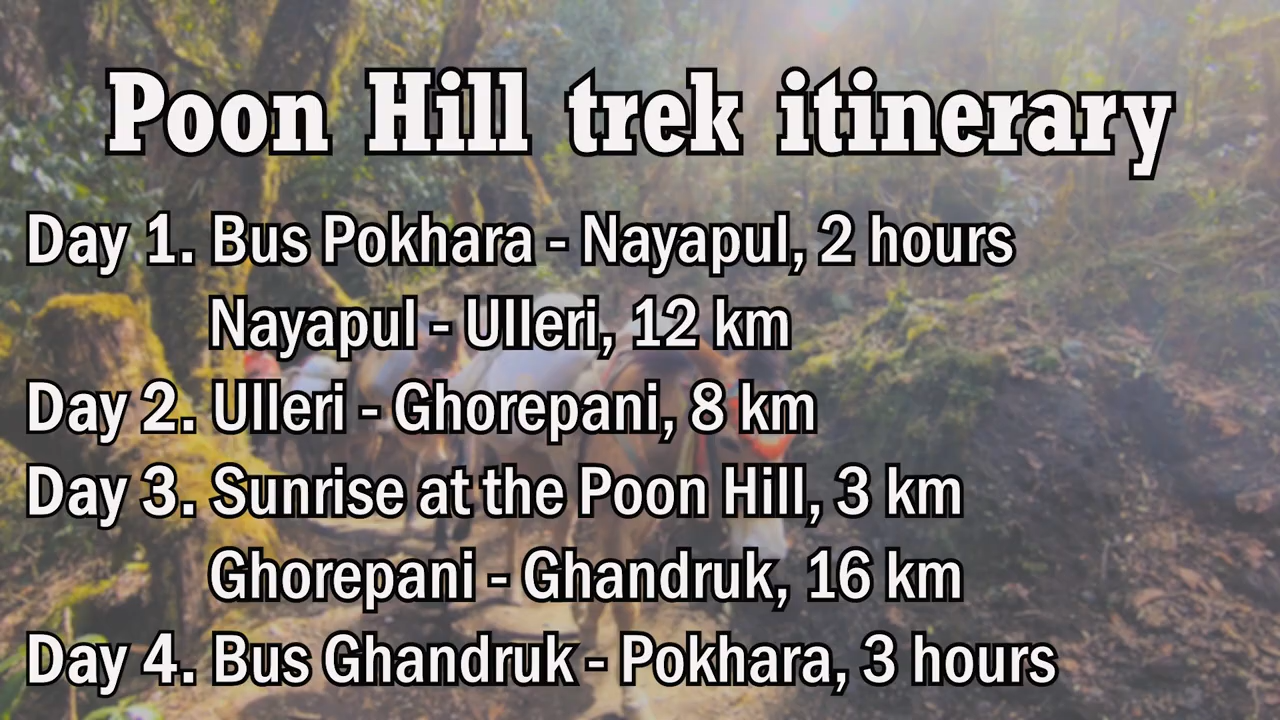 Poon Hill trek itinerary
Day 1. Bus Pokhara - Nayapul, 2 hours
Nayapul - Ulleri, 12 km
Day 2. Ulleri - Ghorepani, 8 km
Day 3. Sunrise at the Poon Hill, 3 km
Ghorepani - Ghandruk, 16 km
Day 4. Bus Ghandruk - Pokhara, 3 hours